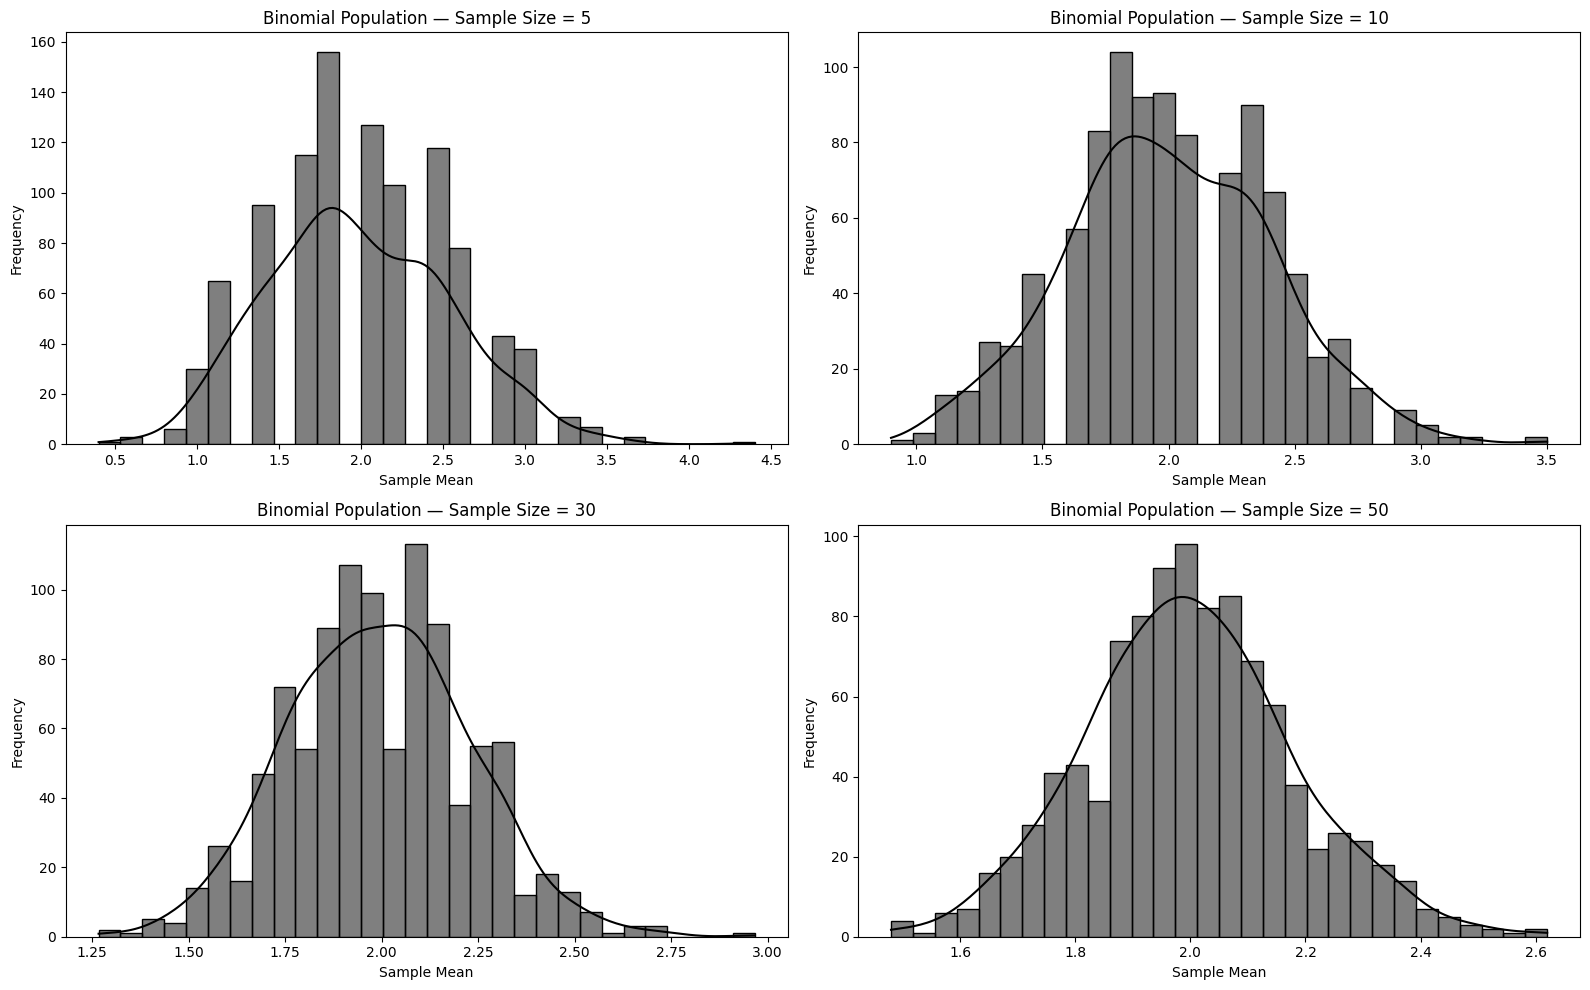 Binomial Population — Sample Size = 5
160
140
120
100
80
60
40
20
0
Frequency
0.5 1.0 1.5 2.0 2.5 3.0 3.5 4.0 4.5
Sample Mean
Binomial Population — Sample Size = 10
100
80
60
40
20
0
Frequency
1.0 1.5 2.0 2.5 3.0 3.5
Sample Mean
Binomial Population — Sample Size = 30
100
80
60
40
20
0
Frequency
1.25 1.50 1.75 2.00 2.25 2.50 2.75 3.00
Sample Mean
Binomial Population — Sample Size = 50
100
80
60
40
20
0
Frequency
1.6 1.8 2.0 2.2 2.4 2.6
Sample Mean